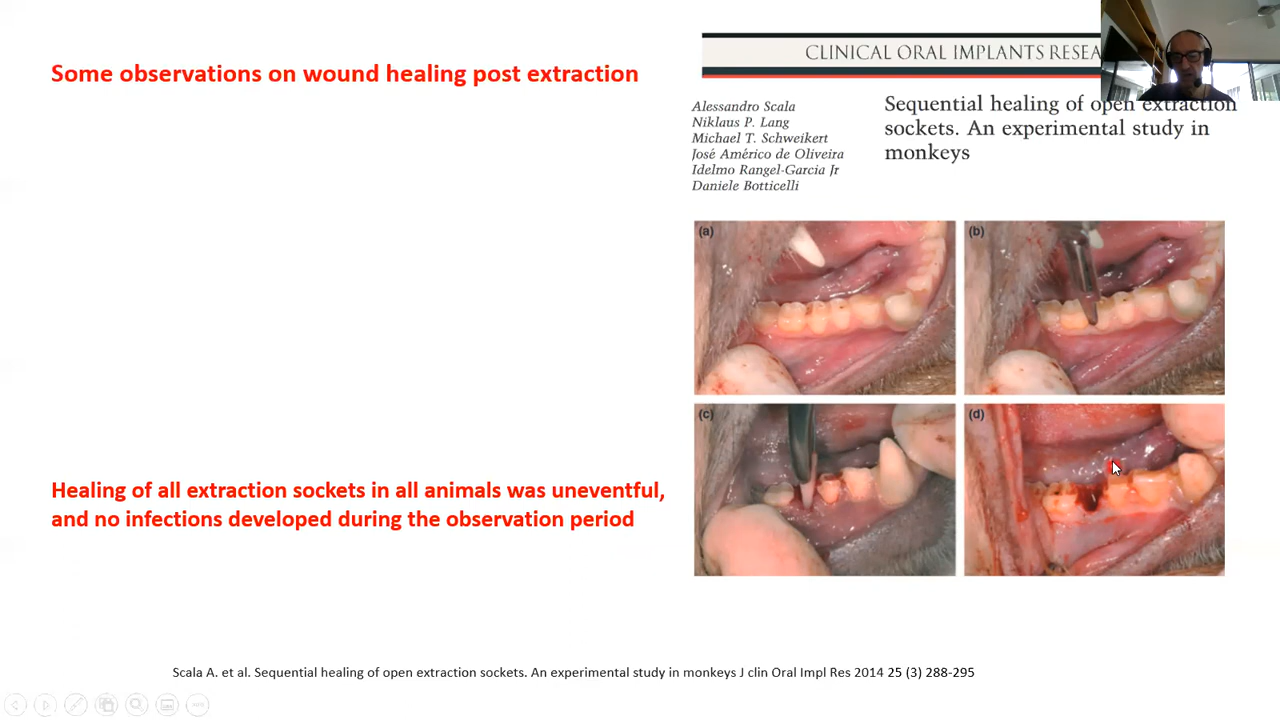 Some observations on wound healing post extraction
CLINICAL ORAL IMPLANTS
Alessandro Scala
Niklaus P. Lang
Michael T. Schweikert
José Américo de Oliveira
Idelmo Rangel-Garcia Jr
Daniele Botticelli
Sequential healing of open extraction
sockets. An experimental study in
monkeys
(a)
(b)
(c)
(d)
Healing of all extraction sockets in all animals was uneventful,
and no infections developed during the observation period
Scala A. et al. Sequential healing of open extraction sockets. An experimental study in monkeys J clin Oral Impl Res 2014 25 (3) 288-295